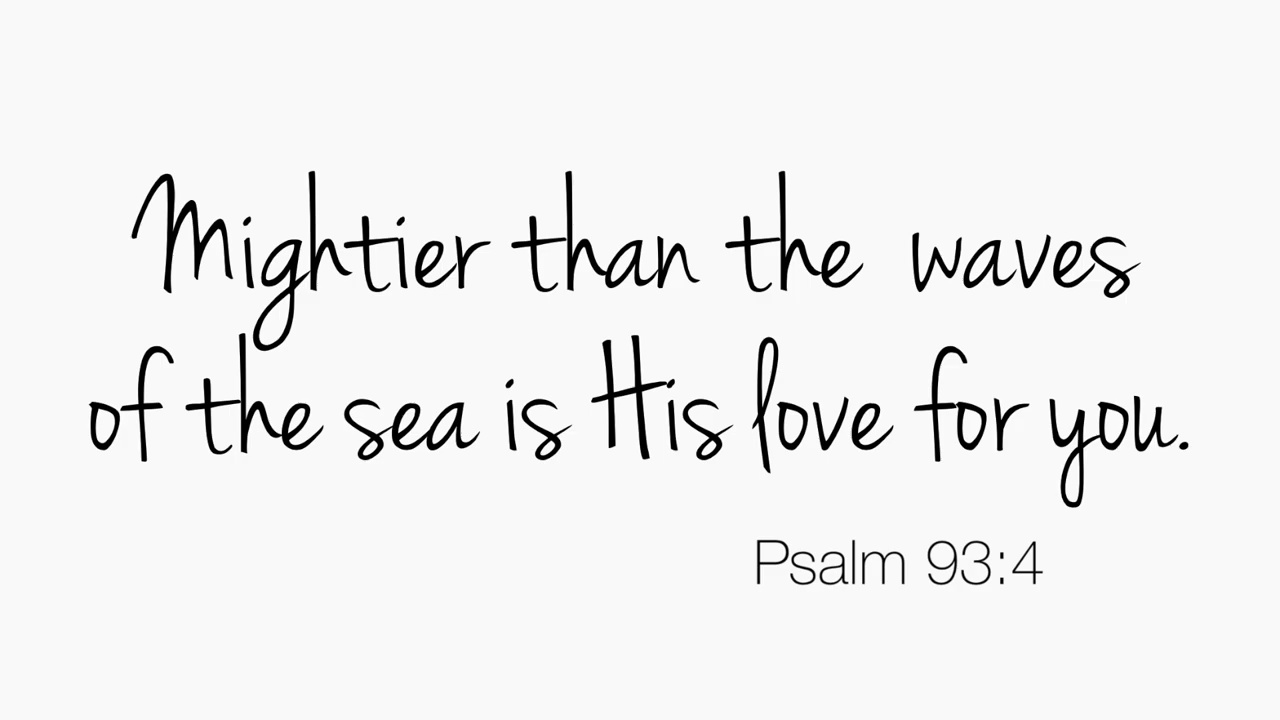 Mightier than the waves
of the sea is His love for you.
Psalm 93:4